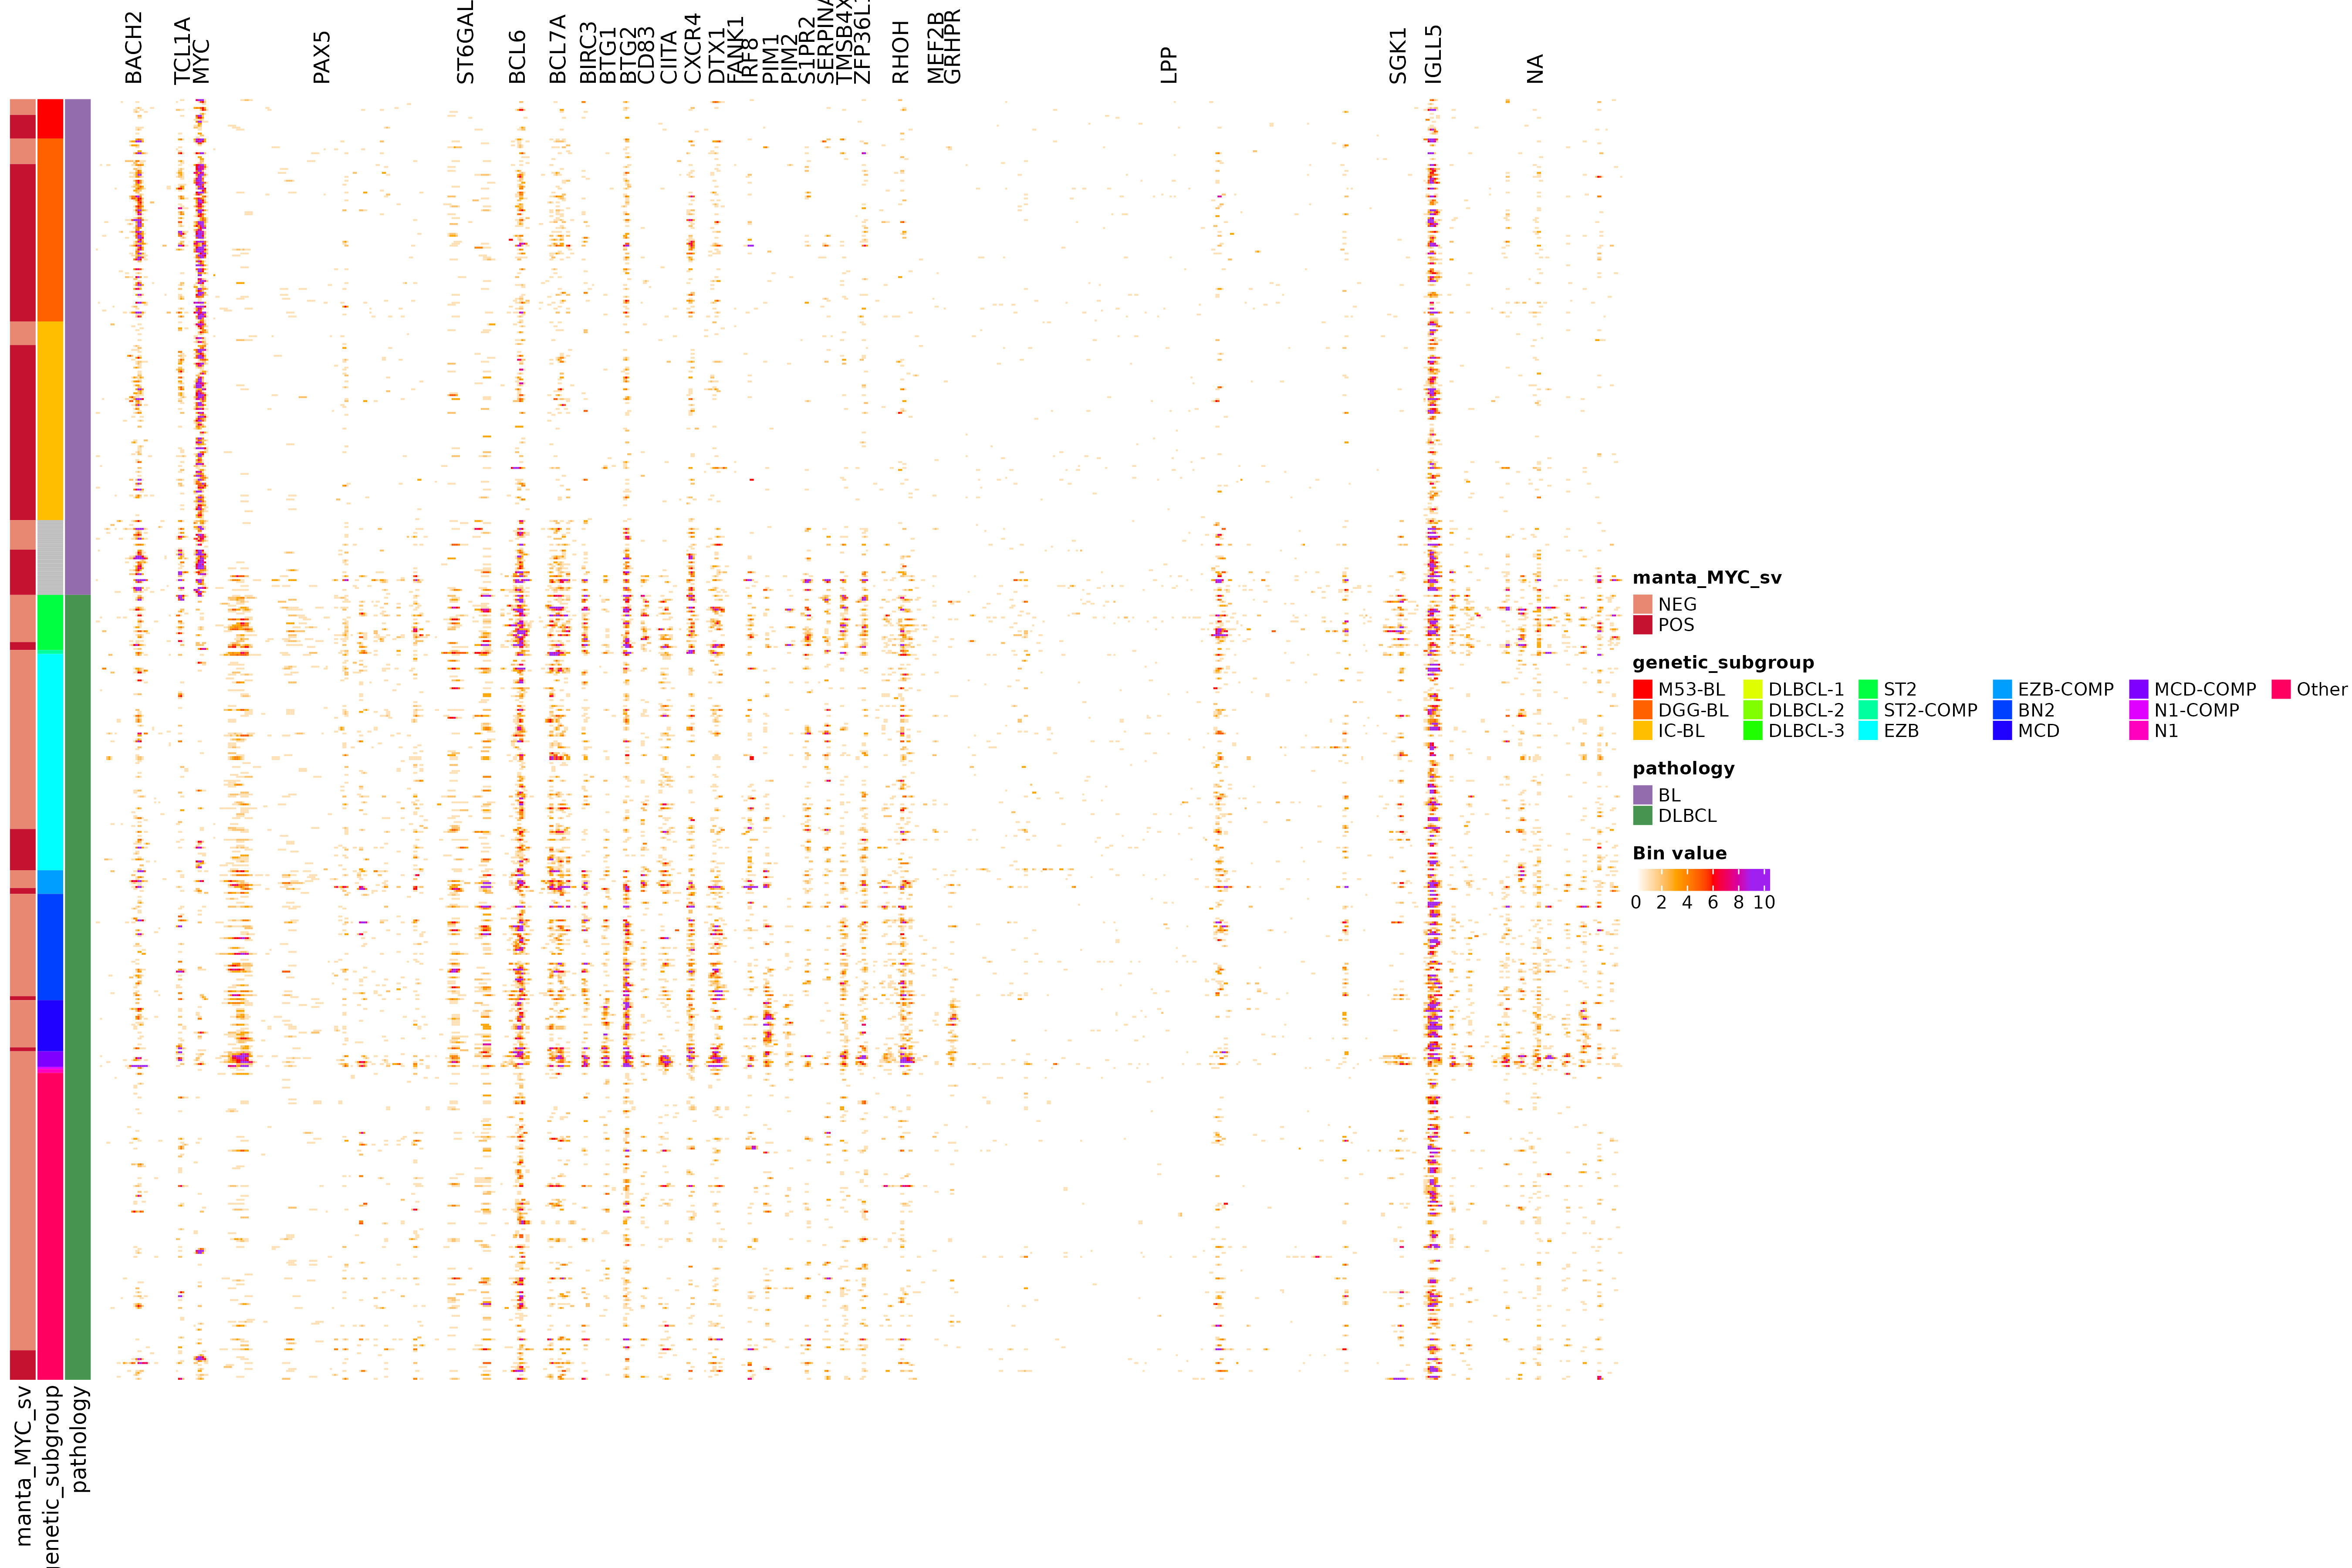 BACH2
TCL1A
MYC
PAX5
ST6GAL
BCL6
BCL7A
BIRC3
BTG1
BTG2
CD83
CIITA
CXCR4
DTX1
FANK1
IRF8
PIM1
PIM2
S1PR2
SERPINA
TMSB4X
ZFP36L
RHOH
MEF2B
GRHPR
LPP
SGK1
IGLL5
NA
manta_MYC_sv
NEG
POS
genetic_subgroup
M53-BL DLBCL-1 ST2 EZB-COMP MCD-COMP Other
DGG-BL DLBCL-2 ST2-COMP BN2 N1-COMP
IC-BL DLBCL-3 EZB MCD N1
pathology
BL
DLBCL
Bin value
0 2 4 6 8 10
manta_MYC_sv
enetic_subgroup
pathology